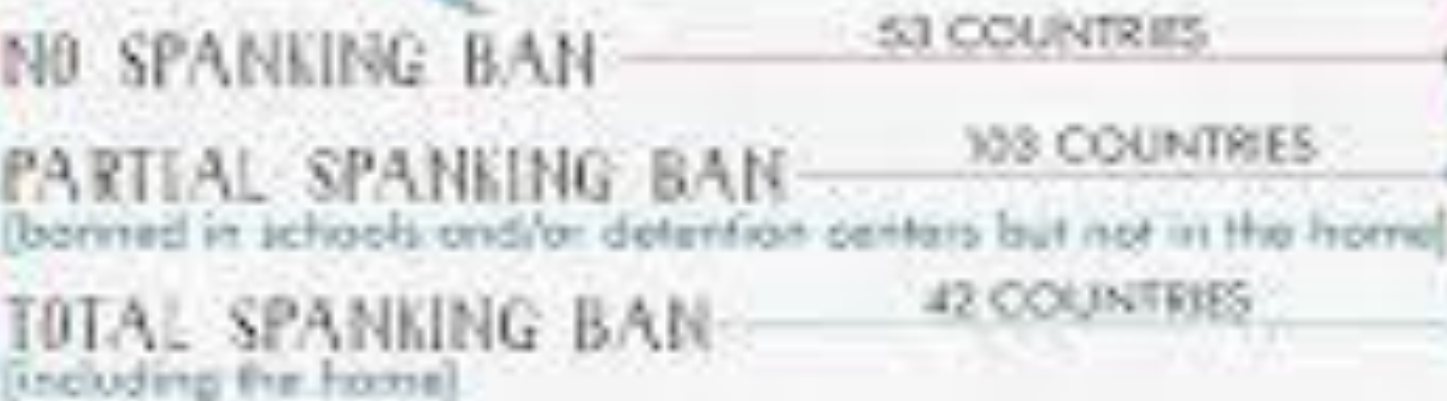 NO SPANKING BAN 53 COUNTRIES
PARTIAL SPANKING BAN 103 COUNTRIES
(banned in schools and/or detention centers but not in the home)
TOTAL SPANKING BAN 42 COUNTRIES
(including the home)